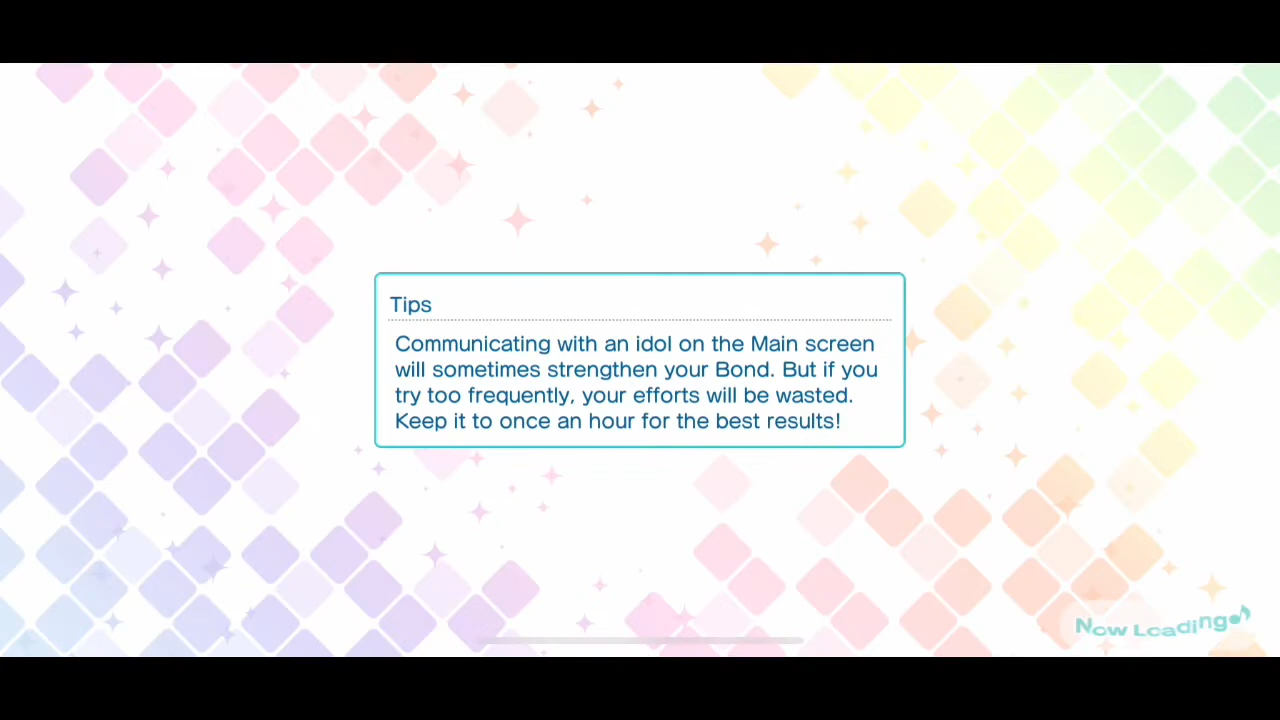 Tips
Communicating with an idol on the Main screen
will sometimes strengthen your Bond. But if you
try too frequently, your efforts will be wasted.
Keep it to once an hour for the best results!
Now Loading♪